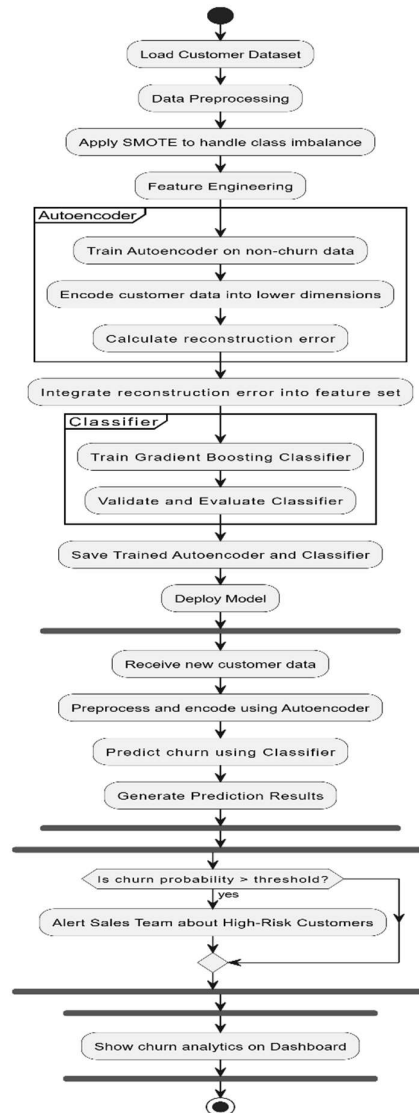 Load Customer Dataset
Data Preprocessing
Apply SMOTE to handle class imbalance
Feature Engineering
Autoencoder
Train Autoencoder on non-churn data
Encode customer data into lower dimensions
Calculate reconstruction error
Integrate reconstruction error into feature set
Classifier
Train Gradient Boosting Classifier
Validate and Evaluate Classifier
Save Trained Autoencoder and Classifier
Deploy Model
Receive new customer data
Preprocess and encode using Autoencoder
Predict churn using Classifier
Generate Prediction Results
Is churn probability > threshold?
yes
Alert Sales Team about High-Risk Customers
Show churn analytics on Dashboard